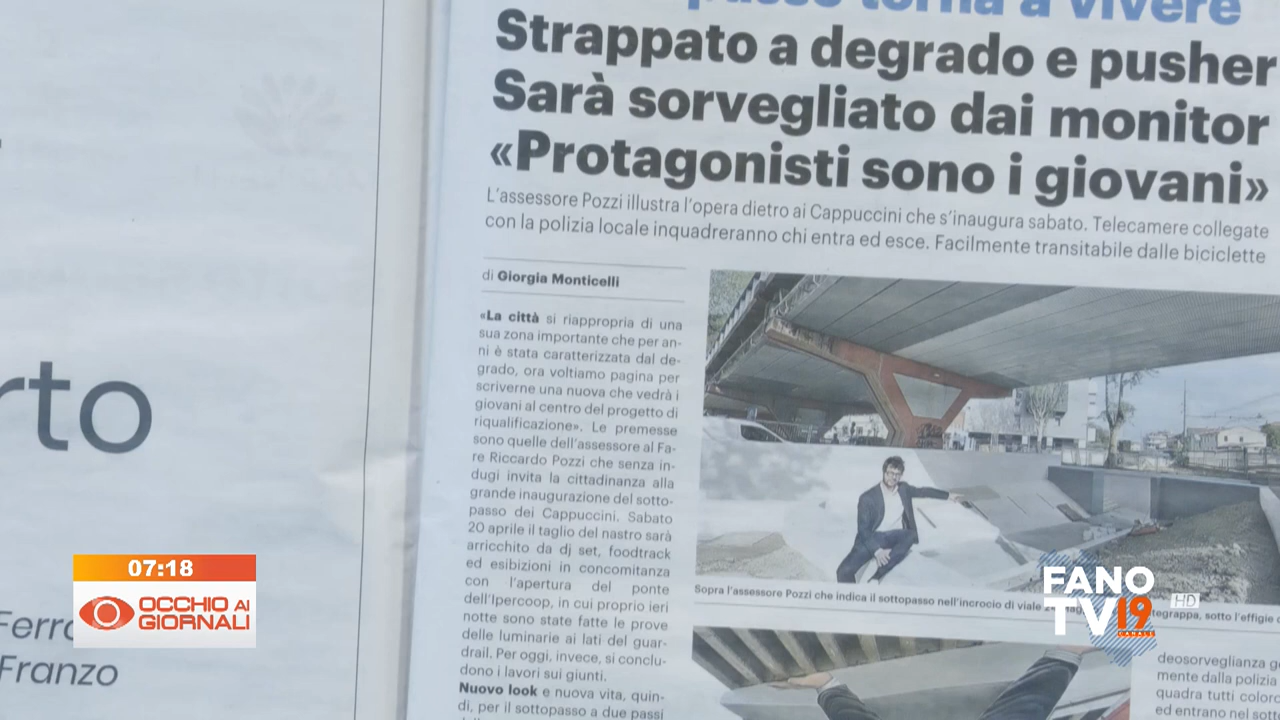 torna a vivere
Strappato a degrado e pusher
Sarà sorvegliato dai monitor
«Protagonisti sono i giovani»
L'assessore Pozzi illustra l'opera dietro ai Cappuccini che s'inaugura sabato. Telecamere collegate
con la polizia locale inquadreranno chi entra ed esce. Facilmente transitabile dalle biciclette
di Giorgia Monticelli
«La città si riappropria di una
sua zona importante che per an-
ni è stata caratterizzata dal de-
grado, ora voltiamo pagina per
scriverne una nuova che vedrà i
giovani al centro del progetto di
riqualificazione». Le premesse
sono quelle dell'assessore al Fa-
re Riccardo Pozzi che senza in-
dugi invita la cittadinanza alla
grande inaugurazione del sotto-
passo dei Cappuccini. Sabato
20 aprile il taglio del nastro sarà
arricchito da dj set, foodtrack
ed esibizioni in concomitanza
con l'apertura del ponte
dell'Ipercoop, in cui proprio ieri
notte sono state fatte le prove
delle luminarie ai lati del guar-
drail. Per oggi, invece, si conclu-
dono i lavori sui giunti.
Nuovo look e nuova vita, quin-
di, per il sottopasso a due passi
Sopra l'assessore Pozzi che indica il sottopasso nell'incrocio di viale tegrappa, sotto l'effigie
deosorveglianza
mente dalla polizia
quadra tutti coloro
ed entrano nel
rto
Ferr
Franzo
07:18
OCCHIO AI
GIORNALI
FANO
TV19
CANALE
HD